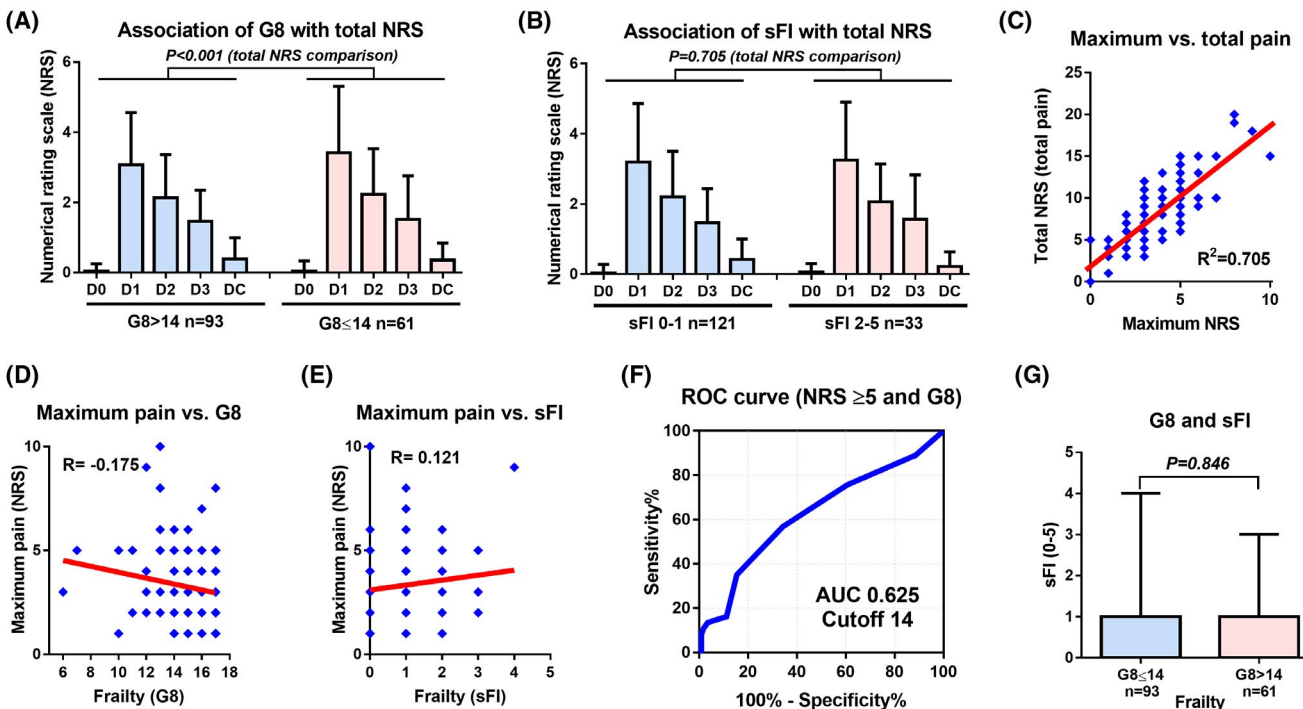 (A)
Association of G8 with total NRS
P<0.001 (total NRS comparison)
Numerical rating scale (NRS)
6
4
2
0
D0 D1 D2 D3 DC D0 D1 D2 D3 DC
G8>14 n=93 G8≤14 n=61
(B)
Association of sFI with total NRS
P=0.705 (total NRS comparison)
Numerical rating scale (NRS)
6
4
2
0
D0 D1 D2 D3 DC D0 D1 D2 D3 DC
sFI 0-1 n=121 sFI 2-5 n=33
(C)
Maximum vs. total pain
Total NRS (total pain)
25
20
15
10
5
0
R²=0.705
0 5 10
Maximum NRS
(D)
Maximum pain vs. G8
Maximum pain (NRS)
10
5
0
R= -0.175
6 8 10 12 14 16 18
Frailty (G8)
(E)
Maximum pain vs. sFI
Maximum pain (NRS)
10
5
0
R= 0.121
0 1 2 3 4 5
Frailty (sFI)
(F)
ROC curve (NRS ≥5 and G8)
Sensitivity%
100
80
60
40
20
0
AUC 0.625
Cutoff 14
0 20 40 60 80 100
100% - Specificity%
(G)
G8 and sFI
P=0.846
sFI (0-5)
5
4
3
2
1
0
G8≤14 G8>14
n=93 n=61
Frailty